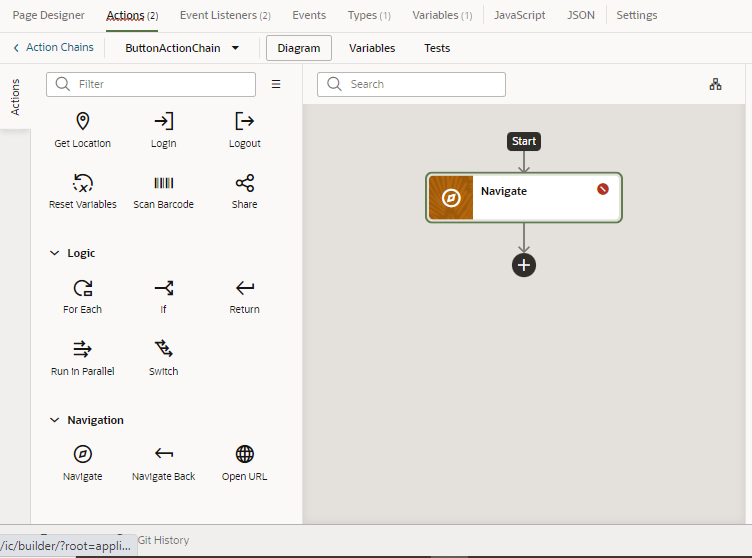 Page Designer Actions (2) Event Listeners (2) Events Types (1) Variables (1) JavaScript JSON Settings
Action Chains ButtonActionChain Diagram Variables Tests
Actions
Filter
Search
Get Location Login Logout
Reset Variables Scan Barcode Share
Logic
For Each If Return
Run in Parallel Switch
Navigation
Navigate Navigate Back Open URL
Start
Navigate
/ic/builder/?root=appli...
Git History